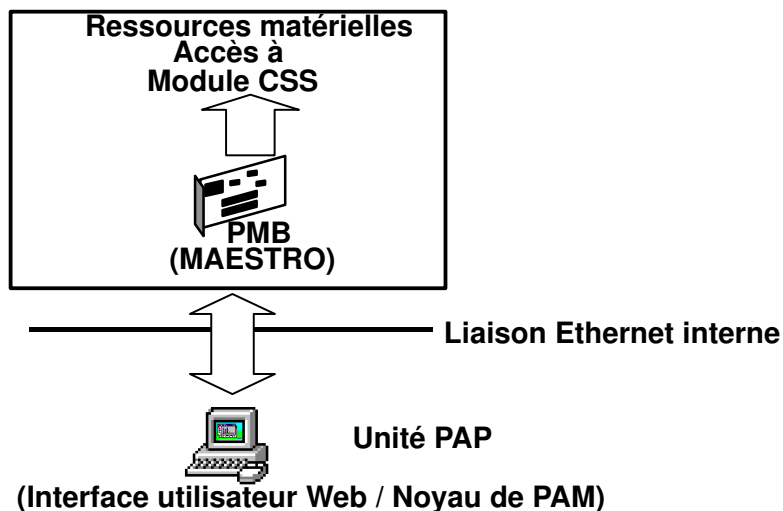 Ressources matérielles
Accès à
Module CSS
PMB
(MAESTRO)
Liaison Ethernet interne
Unité PAP
(Interface utilisateur Web / Noyau de PAM)